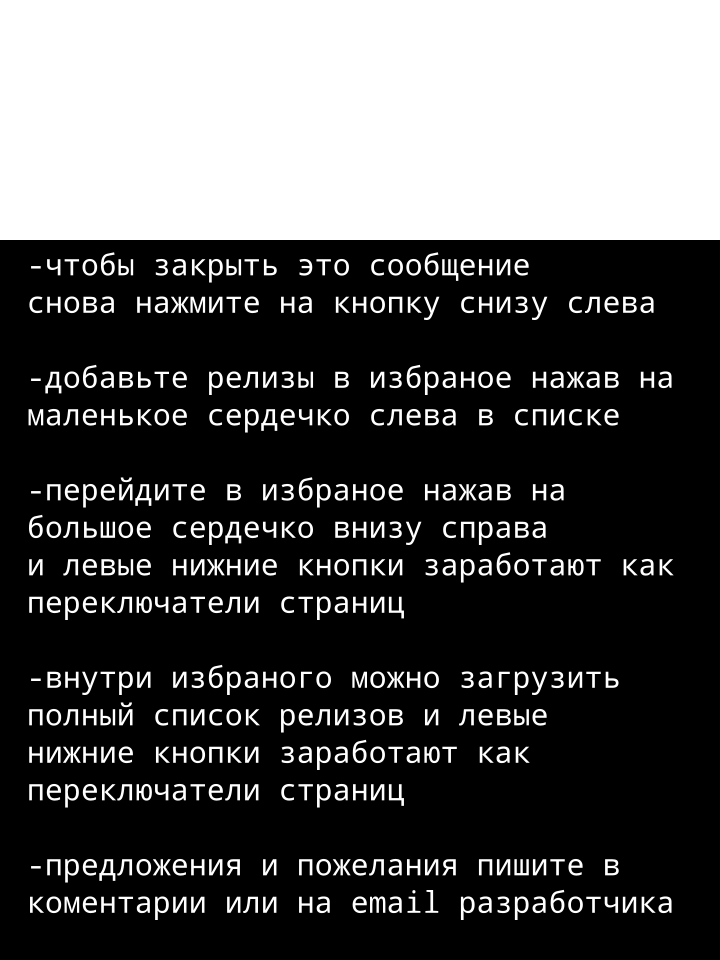 -чтобы закрыть это сообщение
снова нажмите на кнопку снизу слева
-добавьте релизы в избраное нажав на
маленькое сердечко слева в списке
-перейдите в избраное нажав на
большое сердечко внизу справа
и левые нижние кнопки заработают как
переключатели страниц
-внутри избраного можно загрузить
полный список релизов и левые
нижние кнопки заработают как
переключатели страниц
-предложения и пожелания пишите в
коментарии или на email разработчика